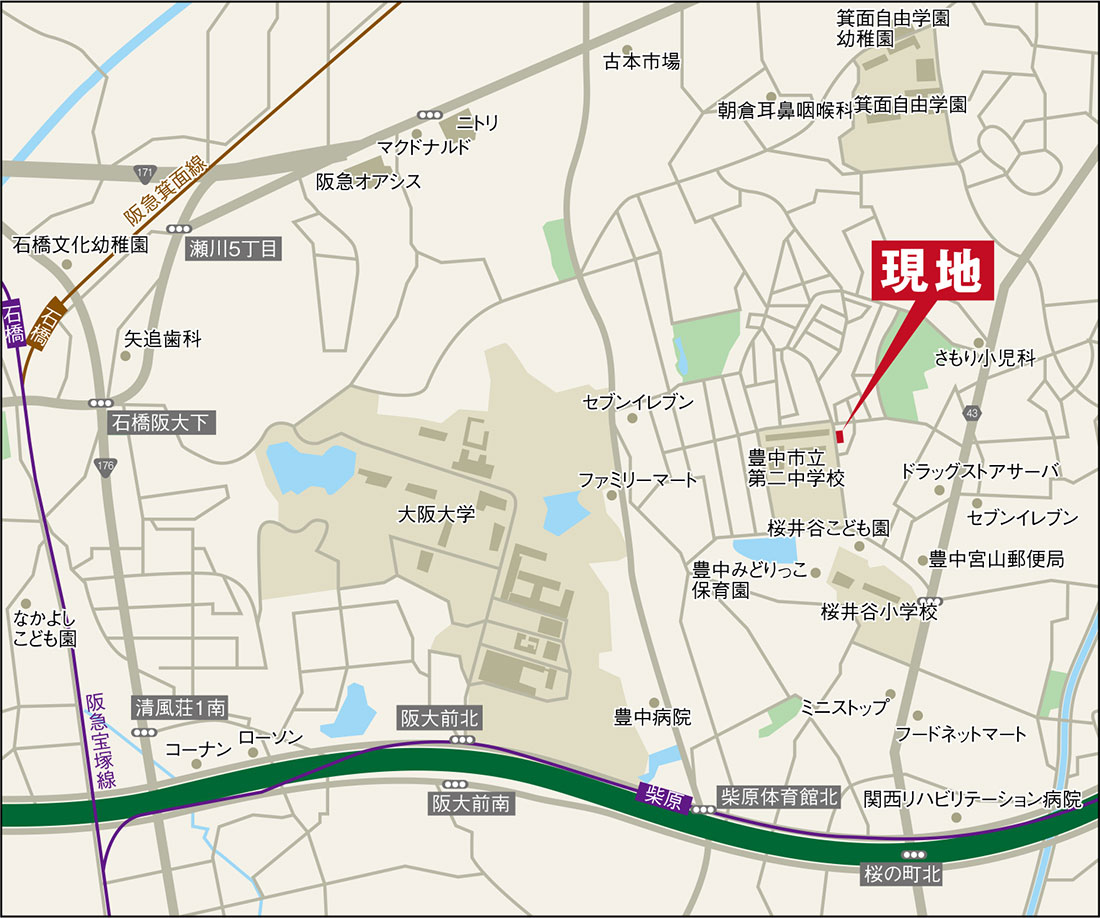 箕面自由学園
幼稚園
古本市場
朝倉耳鼻咽喉科
箕面自由学園
ニトリ
マクドナルド
171
阪急箕面線
阪急オアシス
石橋文化幼稚園
瀬川5丁目
現地
石橋
石橋
矢追歯科
さもり小児科
セブンイレブン
石橋阪大下
43
176
豊中市立
第二中学校
ドラッグストアサーバ
ファミリーマート
大阪大学
セブンイレブン
桜井谷こども園
豊中宮山郵便局
豊中みどりっこ
保育園
桜井谷小学校
なかよし
こども園
阪急宝塚線
清風荘1南
阪大前北
豊中病院
ミニストップ
コーナン
ローソン
フードネットマート
阪大前南
柴原
柴原体育館北
関西リハビリテーション病院
桜の町北